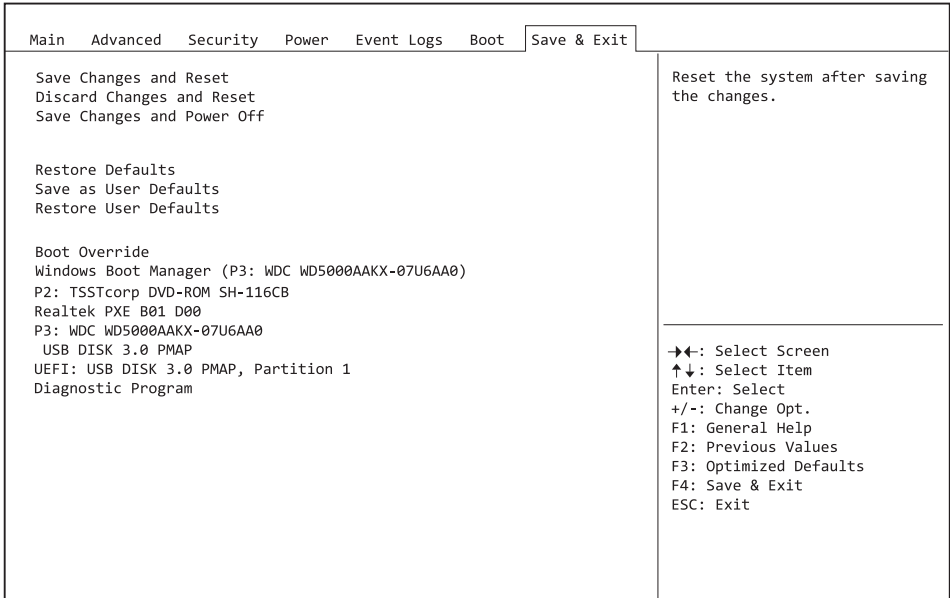 Main Advanced Security Power Event Logs Boot Save & Exit
Save Changes and Reset
Discard Changes and Reset
Save Changes and Power Off
Restore Defaults
Save as User Defaults
Restore User Defaults
Boot Override
Windows Boot Manager (P3: WDC WD5000AAKX-07U6AA0)
P2: TSSTcorp DVD-ROM SH-116CB
Realtek PXE B01 D00
P3: WDC WD5000AAKX-07U6AA0
USB DISK 3.0 PMAP
UEFI: USB DISK 3.0 PMAP, Partition 1
Diagnostic Program
Reset the system after saving
the changes.
→←: Select Screen
↑↓: Select Item
Enter: Select
+/-: Change Opt.
F1: General Help
F2: Previous Values
F3: Optimized Defaults
F4: Save & Exit
ESC: Exit